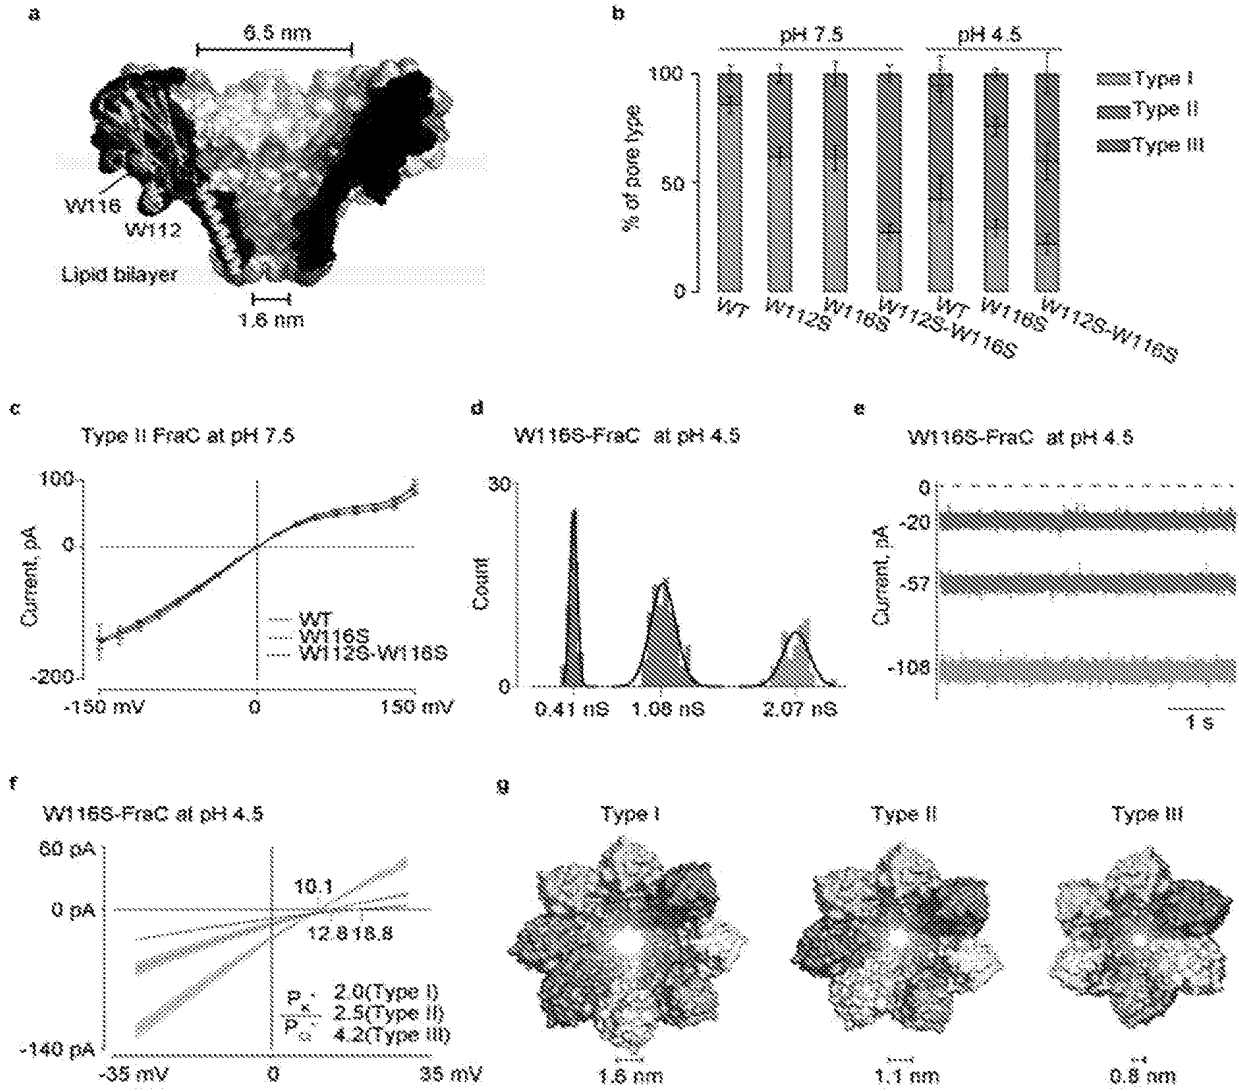 a
6.5 nm
W116
W112
Lipid bilayer
1.6 nm
b
pH 7.5
pH 4.5
% of pore type
100
50
0
WT
W112S
W116S
W112S-W116S
WT
W116S
W112S-W116S
Type I
Type II
Type III
c
Type II FraC at pH 7.5
Current, pA
100
0
-200
-150 mV
0
150 mV
WT
W116S
W112S-W116S
d
W116S-FraC at pH 4.5
Count
30
0
0.41 nS
1.08 nS
2.07 nS
e
W116S-FraC at pH 4.5
Current, pA
0
-20
-57
-108
1 s
f
W116S-FraC at pH 4.5
60 pA
0 pA
-140 pA
10.1
12.8
18.8
2.0(Type I)
2.5(Type II)
4.2(Type III)
-35 mV
0
35 mV
g
Type I
Type II
Type III
1.6 nm
1.1 nm
0.8 nm